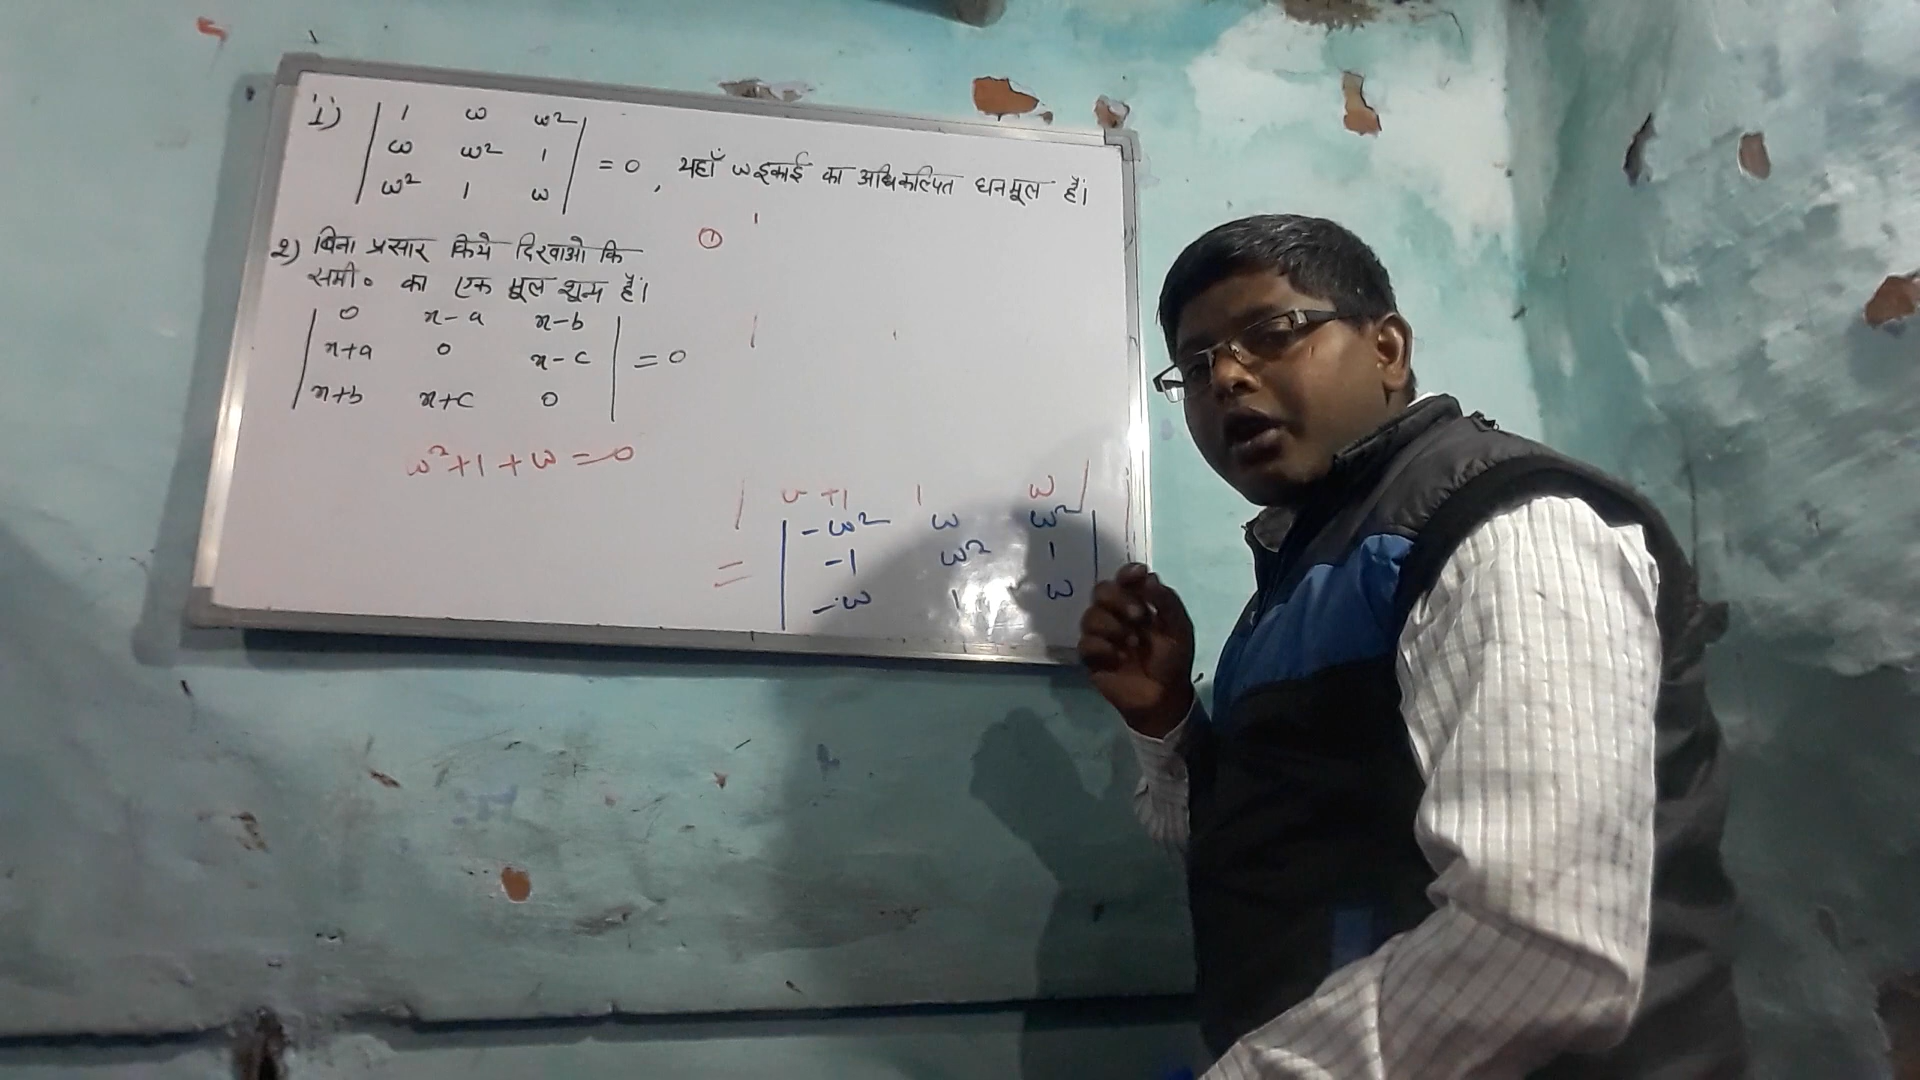 1) | 1 ω ω2 |
| ω ω2 1 | = 0, यहाँ ω इकाई का अधिकल्पित घनमूल हैं।
| ω2 1 ω |
2) बिना प्रसार किये दिखाओ कि
समी० का एक मूल शून्य हैं।
| 0 x-a x-b |
| x+a 0 x-c | = 0
| x+b x+c 0 |
ω2+1+ω=0
①
+1 1 ω |
| -ω2 ω ω2 |
= | -1 ω2 1 |
| -ω 1 ω